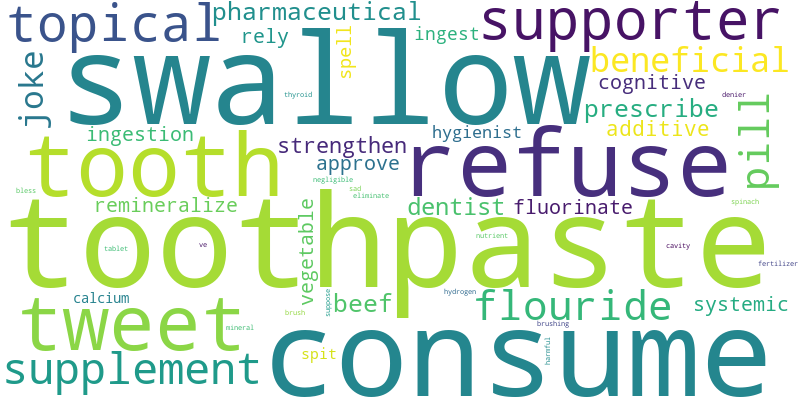 topical pharmaceutical supporter
joke rely spell ingest beneficial
swallow
thyroid cognitive denier
prescribe
ingestion strengthen hygienist additive pill
tooth approve refuse
bless negligible sad eliminate
remineralize vegetable dentist fluorinate spinach
toothpaste
tablet ve nutrient cavity fertilizer
calcium suppose hydrogen
tweet brush beef flouride systemic
mineral brushing
supplement spit consume harmful